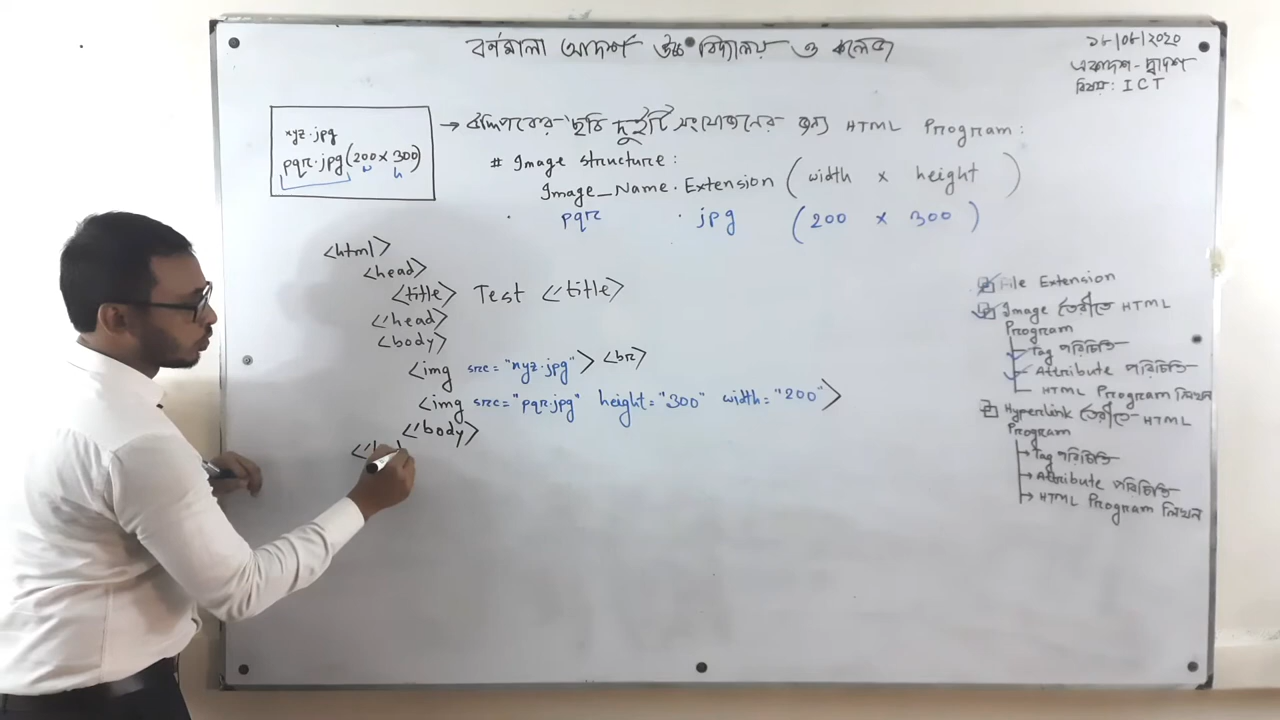 বর্ণমালা আদর্শ উচ্চ বিদ্যালয় ও কলেজ
১৮/০৮/২০২০
একাদশ-দ্বাদশ
বিষয়: ICT
xyz.jpg
pqr.jpg (200 x 300)
w h
→ উদ্দীপকের ছবি দুইটি সংযোজনের জন্য HTML Program:
# Image structure:
Image_Name.Extension (width x height)
pqr . jpg (200 x 300)
<html>
<head>
<title> Test </title>
</head>
<body>
<img src="xyz.jpg"> <br>
<img src="pqr.jpg" height="300" width="200">
</body>
</h
File Extension
Image তৈরীতে HTML
Program
Tag পরিচিতি
Attribute পরিচিতি
HTML Program লিখন
Hyperlink তৈরীতে HTML
Program
→ Tag পরিচিতি
→ Attribute পরিচিতি
→ HTML Program লিখন